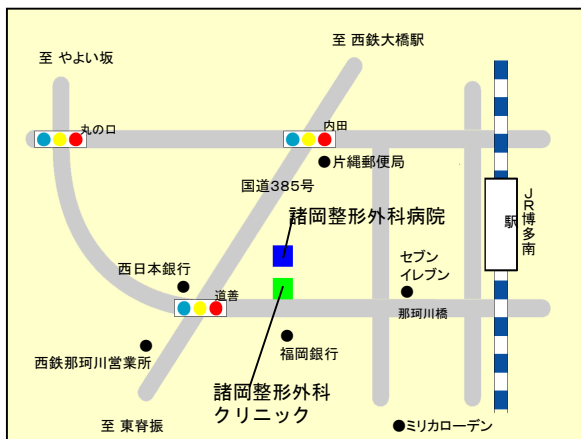 至 西鉄大橋駅
至 やよい坂
丸の口
内田
片縄郵便局
国道385号
JR博多南
駅
諸岡整形外科病院
西日本銀行
セブン
イレブン
道善
那珂川橋
西鉄那珂川営業所
福岡銀行
諸岡整形外科
クリニック
至 東脊振
ミリカローデン